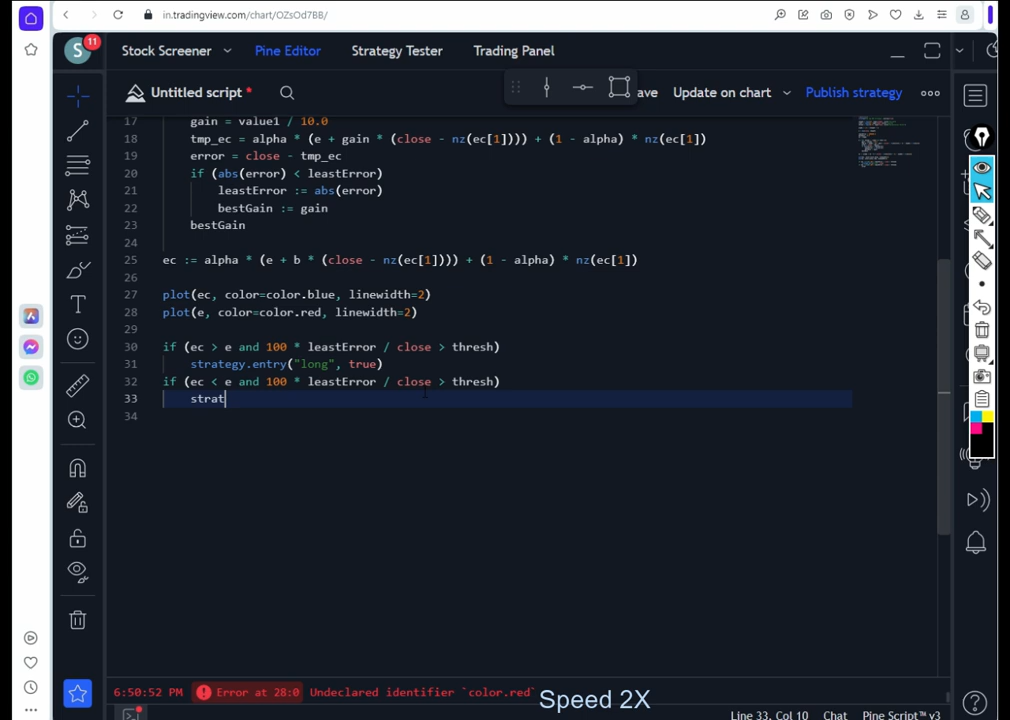 in.tradingview.com/chart/OZsOd7BB/
S 11 Stock Screener Pine Editor Strategy Tester Trading Panel
Untitled script * ave Update on chart Publish strategy
17 gain = value1 / 10.0
18 tmp_ec = alpha * (e + gain * (close - nz(ec[1]))) + (1 - alpha) * nz(ec[1])
19 error = close - tmp_ec
20 if (abs(error) < leastError)
21 leastError := abs(error)
22 bestGain := gain
23 bestGain
24
25 ec := alpha * (e + b * (close - nz(ec[1]))) + (1 - alpha) * nz(ec[1])
26
27 plot(ec, color=color.blue, linewidth=2)
28 plot(e, color=color.red, linewidth=2)
29
30 if (ec > e and 100 * leastError / close > thresh)
31 strategy.entry("long", true)
32 if (ec < e and 100 * leastError / close > thresh)
33 strat
34
6:50:52 PM Error at 28:0 Undeclared identifier `color.red`
Speed 2X
Line 33, Col 10 Chat Pine Script™ v3